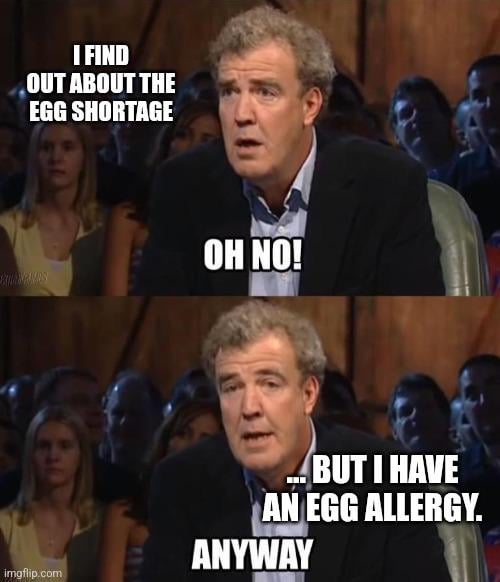 I FIND
OUT ABOUT THE
EGG SHORTAGE
OH NO!
... BUT I HAVE
AN EGG ALLERGY.
ANYWAY
imgflip.com